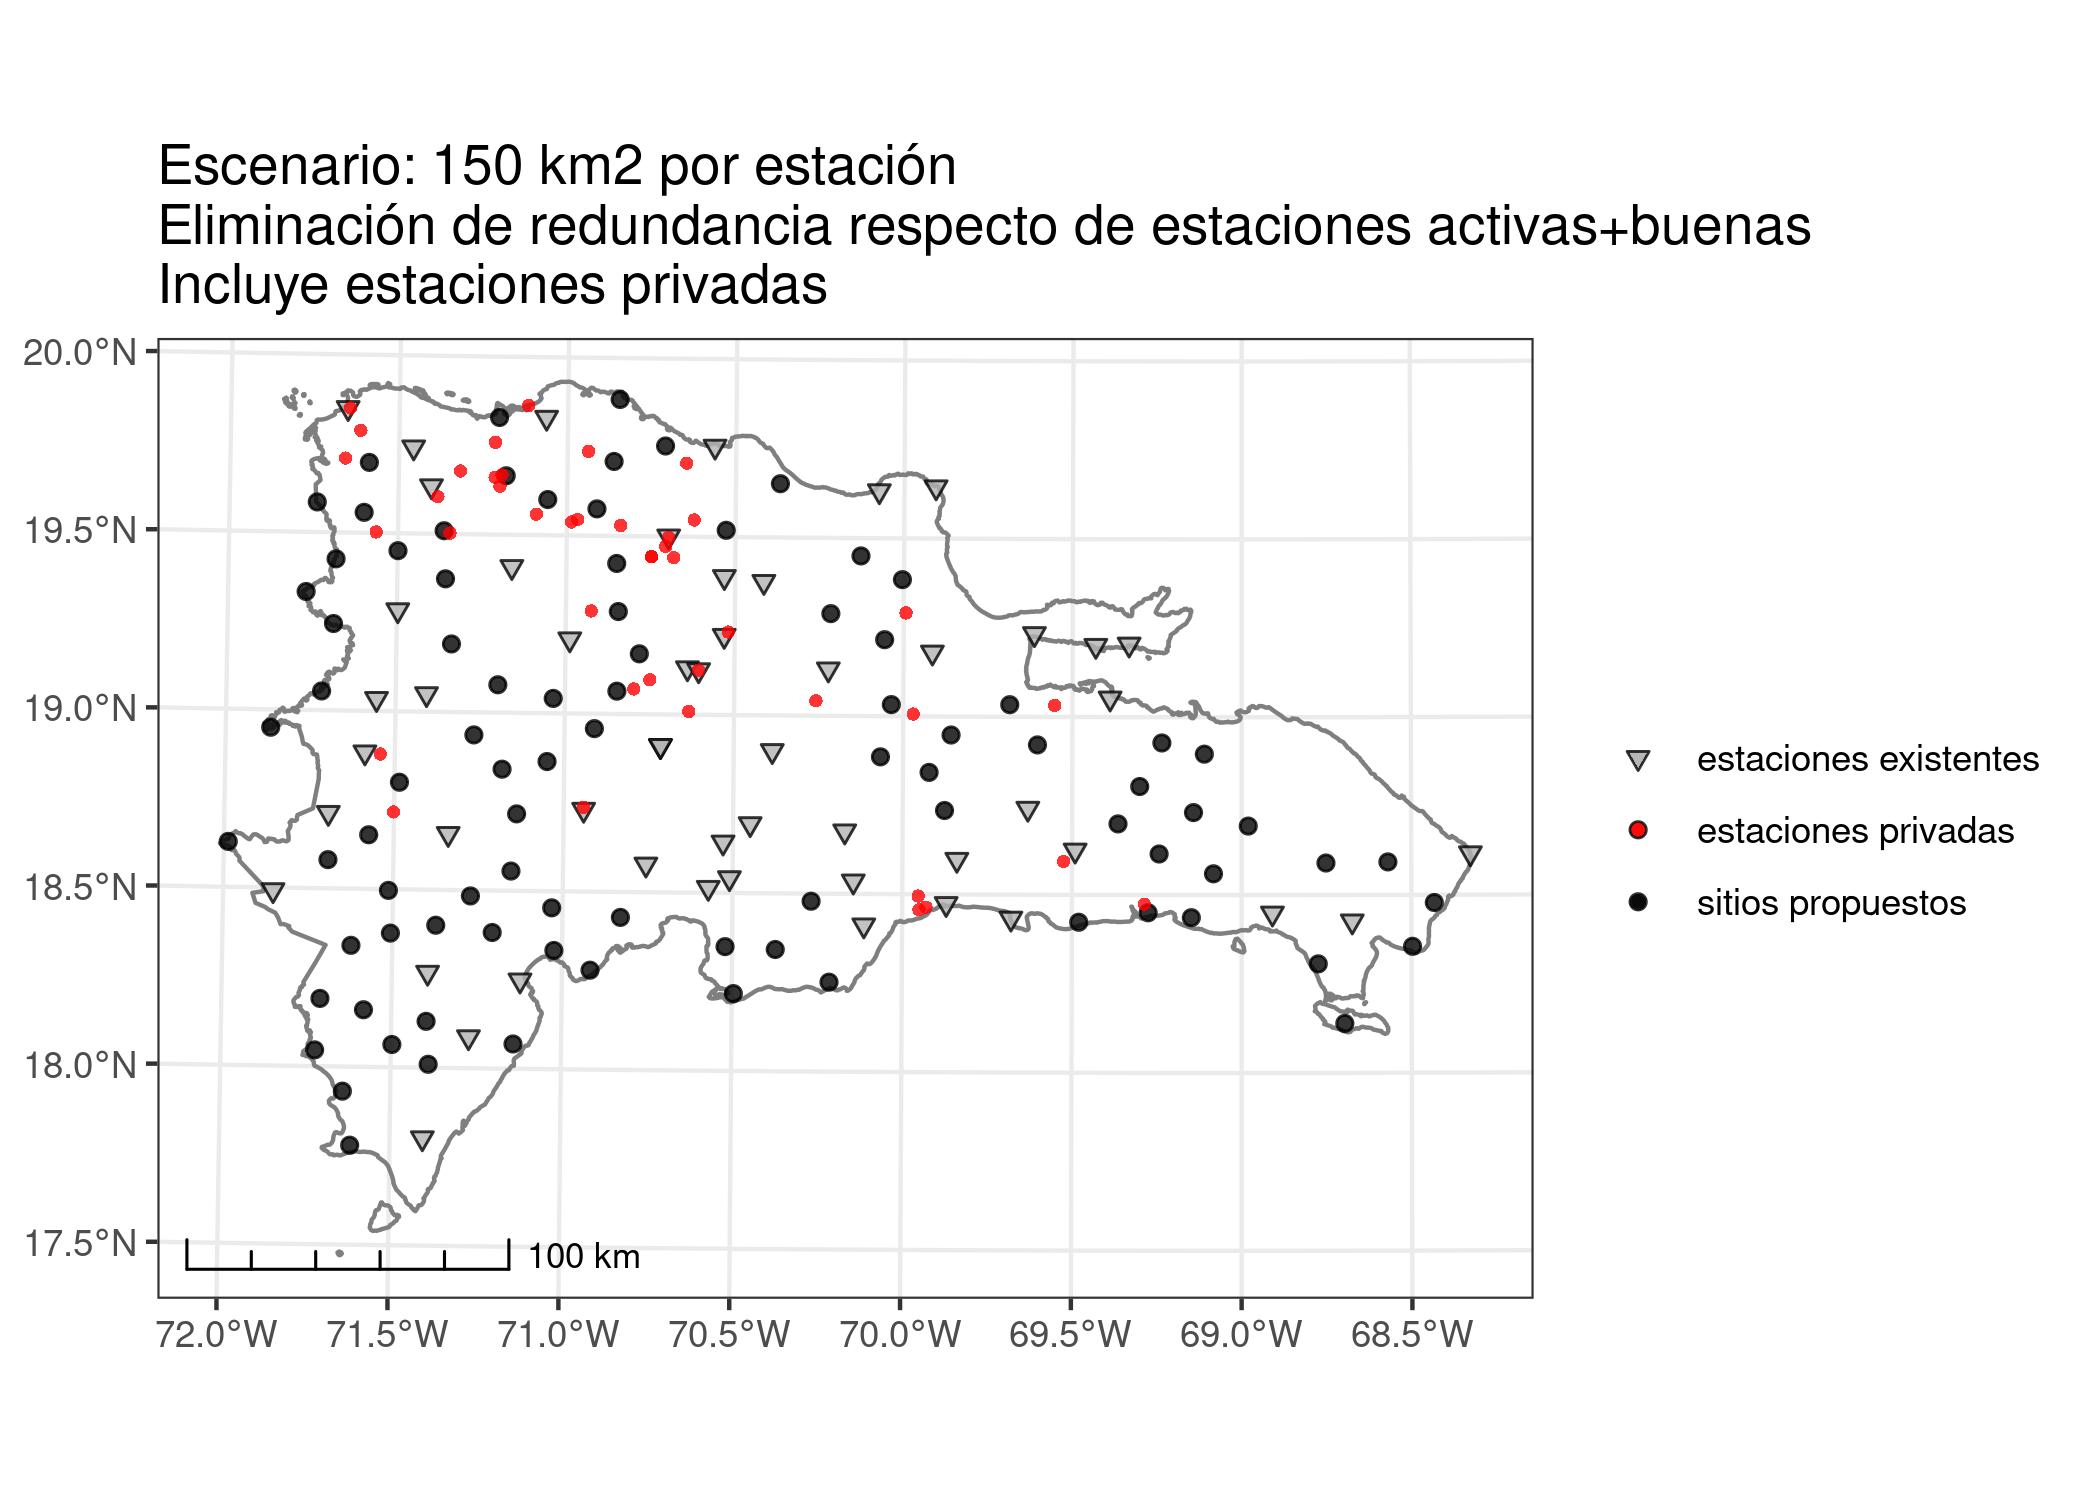 Escenario: 150 km2 por estación
Eliminación de redundancia respecto de estaciones activas+buenas
Incluye estaciones privadas
20.0°N
19.5°N
19.0°N
18.5°N
18.0°N
17.5°N
100 km
72.0°W 71.5°W 71.0°W 70.5°W 70.0°W 69.5°W 69.0°W 68.5°W
estaciones existentes
estaciones privadas
sitios propuestos